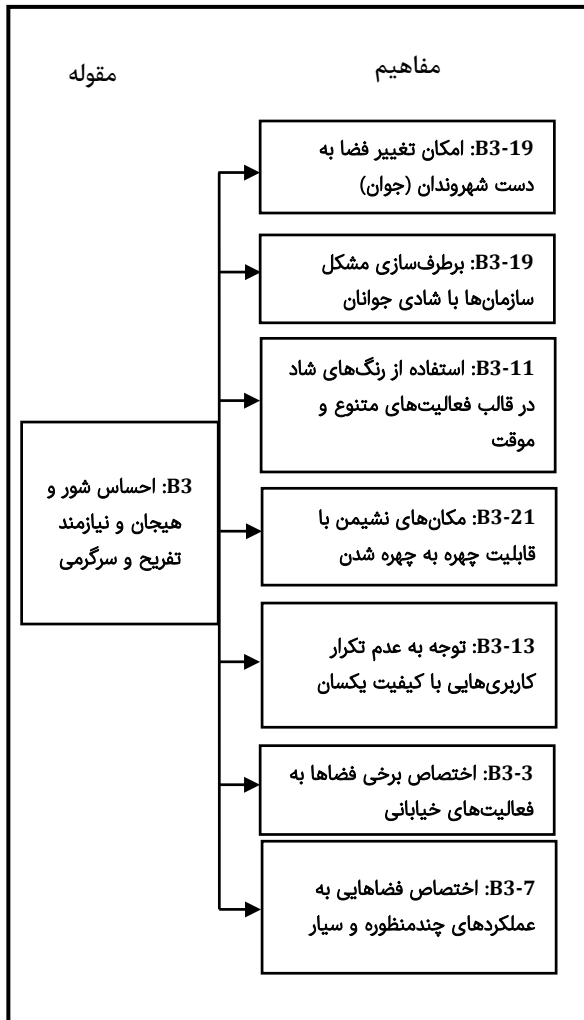 مفاهیم
مقوله
B3-19: امکان تغییر فضا به
دست شهروندان (جوان)
B3-19: برطرف‌سازی مشکل
سازمان‌ها با شادی جوانان
B3-11: استفاده از رنگ‌های شاد
در قالب فعالیت‌های متنوع و
موقت
B3: احساس شور و
هیجان و نیازمند
تفریح و سرگرمی
B3-21: مکان‌های نشیمن با
قابلیت چهره به چهره شدن
B3-13: توجه به عدم تکرار
کاربری‌هایی با کیفیت یکسان
B3-3: اختصاص برخی فضاها به
فعالیت‌های خیابانی
B3-7: اختصاص فضاهایی به
عملکردهای چندمنظوره و سیار